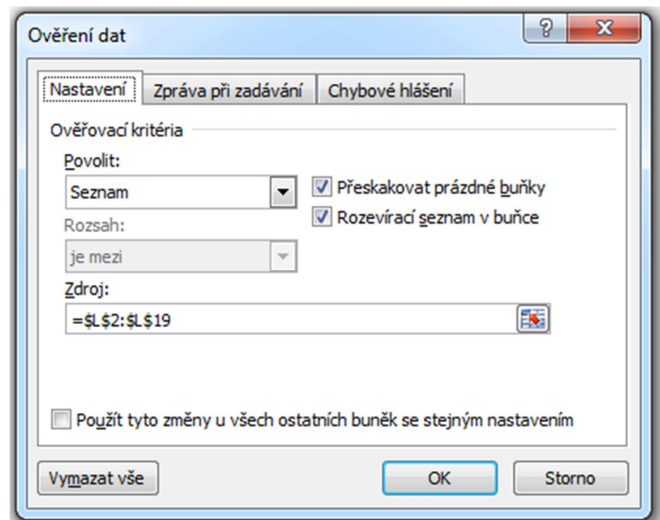 Ověření dat
Nastavení Zpráva při zadávání Chybové hlášení
Ověřovací kritéria
Povolit:
Seznam
Přeskakovat prázdné buňky
Rozevírací seznam v buňce
Rozsah:
je mezi
Zdroj:
=$L$2:$L$19
Použít tyto změny u všech ostatních buněk se stejným nastavením
Vymazat vše OK Storno